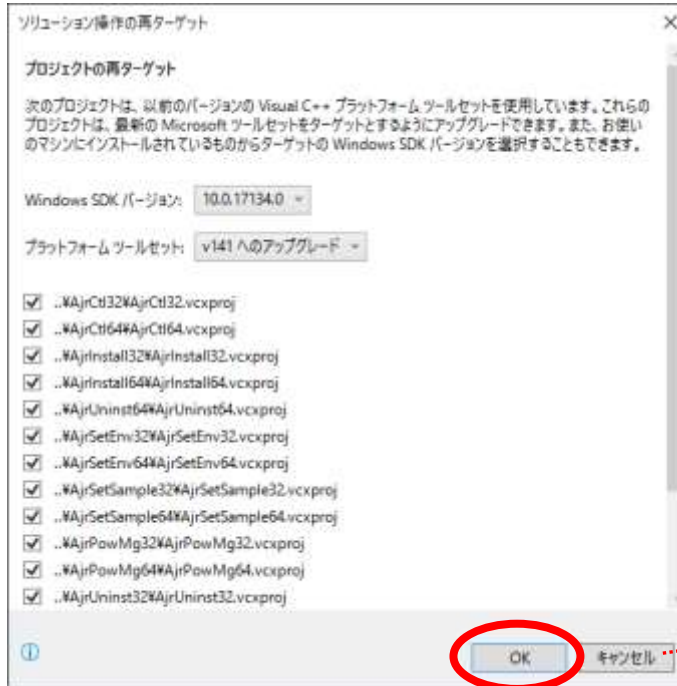 ソリューション操作の再ターゲット
プロジェクトの再ターゲット
次のプロジェクトは、以前のバージョンの Visual C++ プラットフォーム ツールセットを使用しています。これらの
プロジェクトは、最新の Microsoft ツールセットをターゲットとするようにアップグレードできます。また、お使い
のマシンにインストールされているものからターゲットの Windows SDK バージョンを選択することもできます。
Windows SDK バージョン: 10.0.17134.0
プラットフォーム ツールセット: v141 へのアップグレード
..¥AjrCtl32¥AjrCtl32.vcxproj
..¥AjrCtl64¥AjrCtl64.vcxproj
..¥AjrInstall32¥AjrInstall32.vcxproj
..¥AjrInstall64¥AjrInstall64.vcxproj
..¥AjrUninst64¥AjrUninst64.vcxproj
..¥AjrSetEnv32¥AjrSetEnv32.vcxproj
..¥AjrSetEnv64¥AjrSetEnv64.vcxproj
..¥AjrSetSample32¥AjrSetSample32.vcxproj
..¥AjrSetSample64¥AjrSetSample64.vcxproj
..¥AjrPowMg32¥AjrPowMg32.vcxproj
..¥AjrPowMg64¥AjrPowMg64.vcxproj
..¥AjrUninst32¥AjrUninst32.vcxproj
OK キャンセル